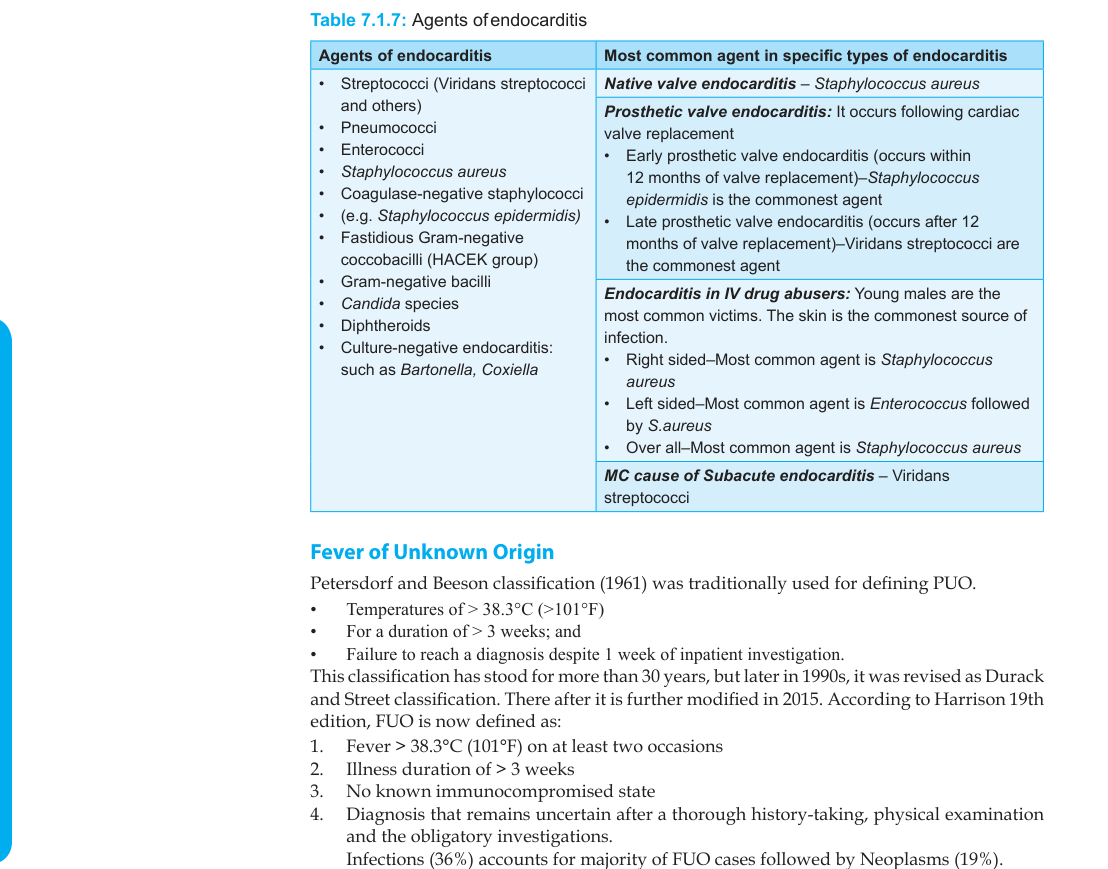 Table 7.1.7: Agents of endocarditis
Agents of endocarditis
• Streptococci (Viridans streptococci
and others)
• Pneumococci
• Enterococci
• Staphylococcus aureus
• Coagulase-negative staphylococci
• (e.g. Staphylococcus epidermidis)
• Fastidious Gram-negative
coccobacilli (HACEK group)
• Gram-negative bacilli
• Candida species
• Diphtheroids
• Culture-negative endocarditis:
such as Bartonella, Coxiella
Most common agent in specific types of endocarditis
Native valve endocarditis – Staphylococcus aureus
Prosthetic valve endocarditis: It occurs following cardiac
valve replacement
• Early prosthetic valve endocarditis (occurs within
12 months of valve replacement)–Staphylococcus
epidermidis is the commonest agent
• Late prosthetic valve endocarditis (occurs after 12
months of valve replacement)–Viridans streptococci are
the commonest agent
Endocarditis in IV drug abusers: Young males are the
most common victims. The skin is the commonest source of
infection.
• Right sided–Most common agent is Staphylococcus
aureus
• Left sided–Most common agent is Enterococcus followed
by S.aureus
• Over all–Most common agent is Staphylococcus aureus
MC cause of Subacute endocarditis – Viridans
streptococci
Fever of Unknown Origin
Petersdorf and Beeson classification (1961) was traditionally used for defining PUO.
• Temperatures of > 38.3°C (>101°F)
• For a duration of > 3 weeks; and
• Failure to reach a diagnosis despite 1 week of inpatient investigation.
This classification has stood for more than 30 years, but later in 1990s, it was revised as Durack
and Street classification. There after it is further modified in 2015. According to Harrison 19th
edition, FUO is now defined as:
1. Fever > 38.3°C (101°F) on at least two occasions
2. Illness duration of > 3 weeks
3. No known immunocompromised state
4. Diagnosis that remains uncertain after a thorough history-taking, physical examination
and the obligatory investigations.
Infections (36%) accounts for majority of FUO cases followed by Neoplasms (19%).